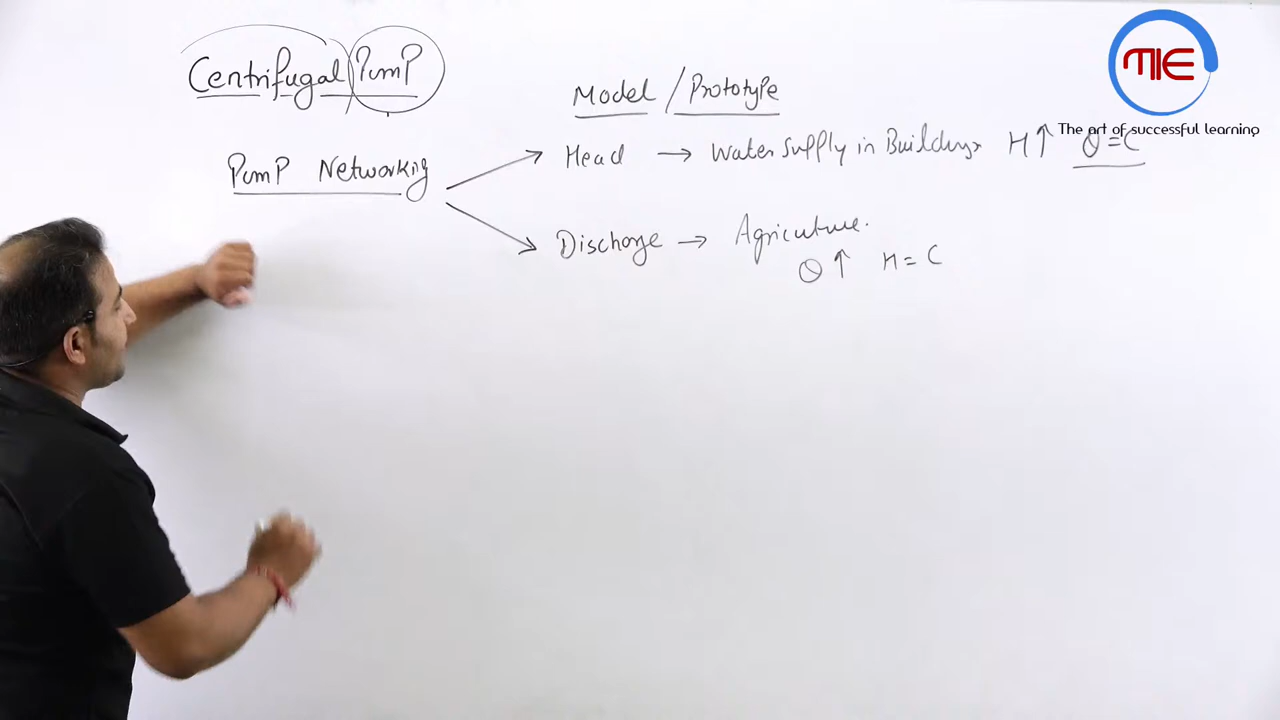 Centrifugal Pump
Model / Prototype
Pump Networking
Head → Water supply in Buildings H↑ Q=C
Discharge → Agriculture.
Q↑ H=C
MIE
The art of successful learning